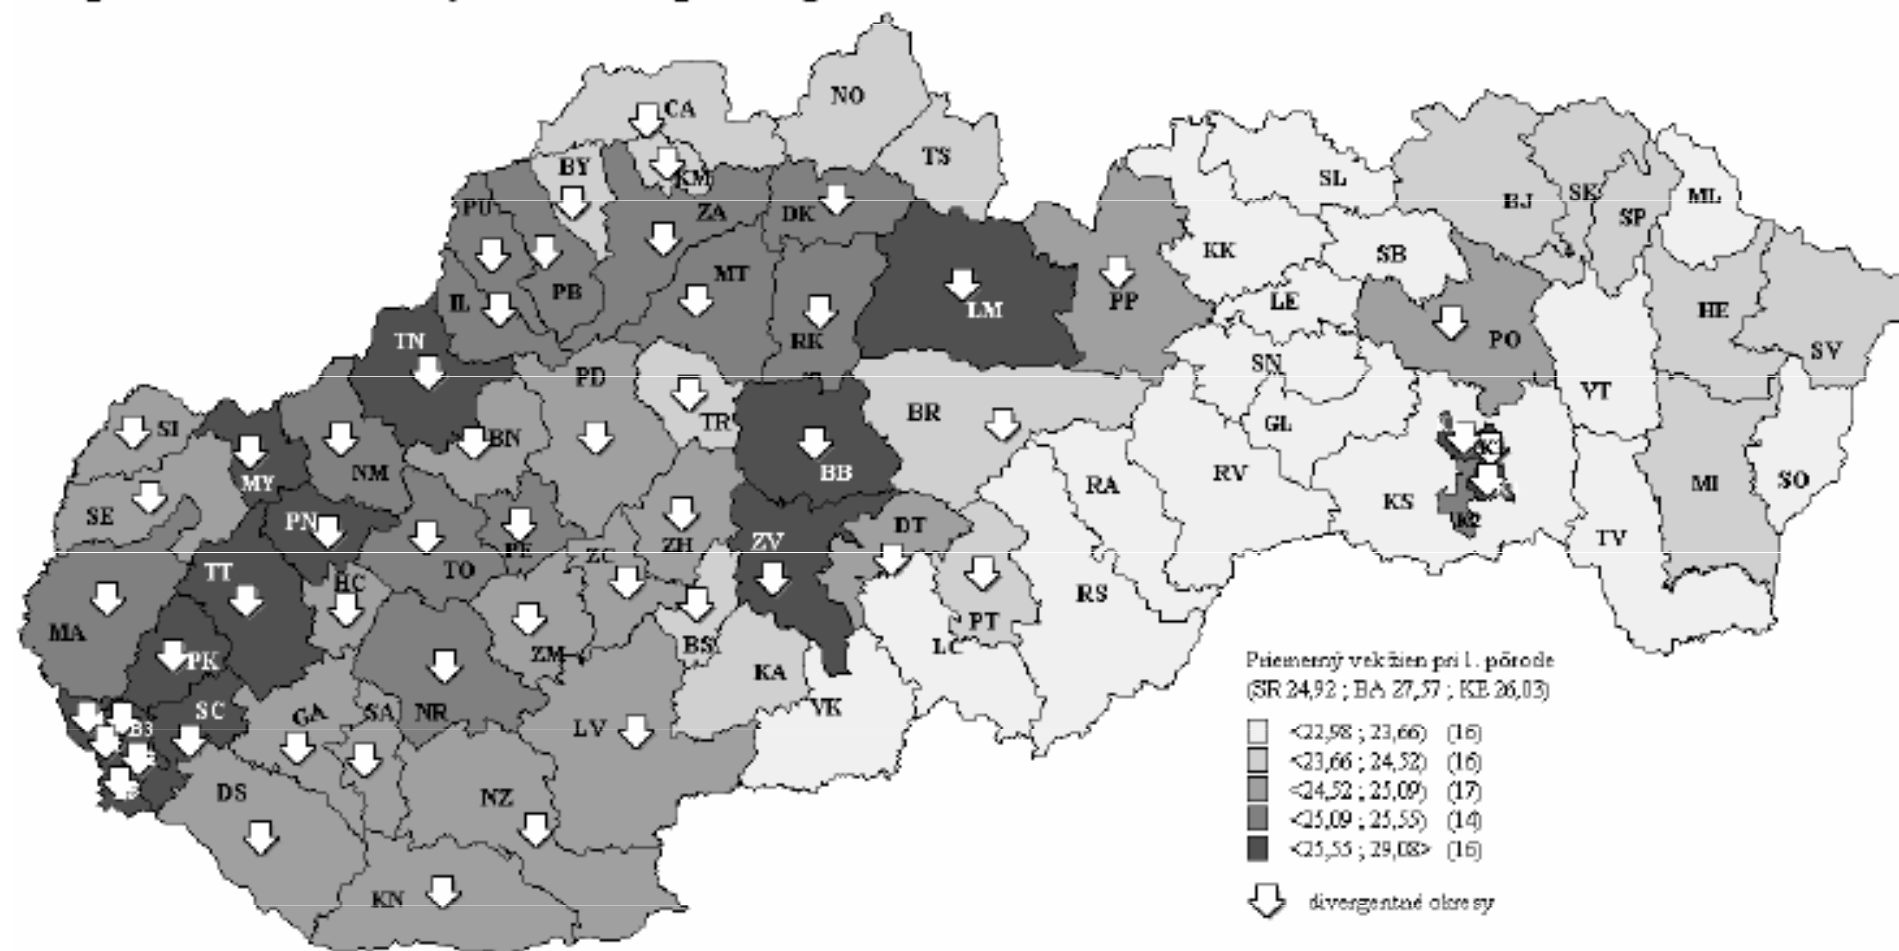 NO
CA
TS
BY
KM
SL
BJ
SK
SP
ML
PU
ZA
DK
KK
SB
MT
PB
IL
LM
PP
LE
HE
TN
RK
PO
SV
PD
SN
VT
TR
BR
GL
SI
BN
NM
BB
MY
RA
RV
KS
K1
MI
SO
SE
PN
DT
K2
PE
ZH
ZV
TV
TT
HC
TO
ZC
RS
MA
PT
PK
ZM
BS
LC
KA
SC
GA
SA
NR
LV
VK
B3
DS
NZ
KN
Priemerný vek žien pri 1. pôrode
(SR 24,92 ; BA 27,57 ; KE 26,03)
<22,98 ; 23,66) (16)
<23,66 ; 24,52) (16)
<24,52 ; 25,09) (17)
<25,09 ; 25,55) (14)
<25,55 ; 29,08> (16)
divergentné okresy